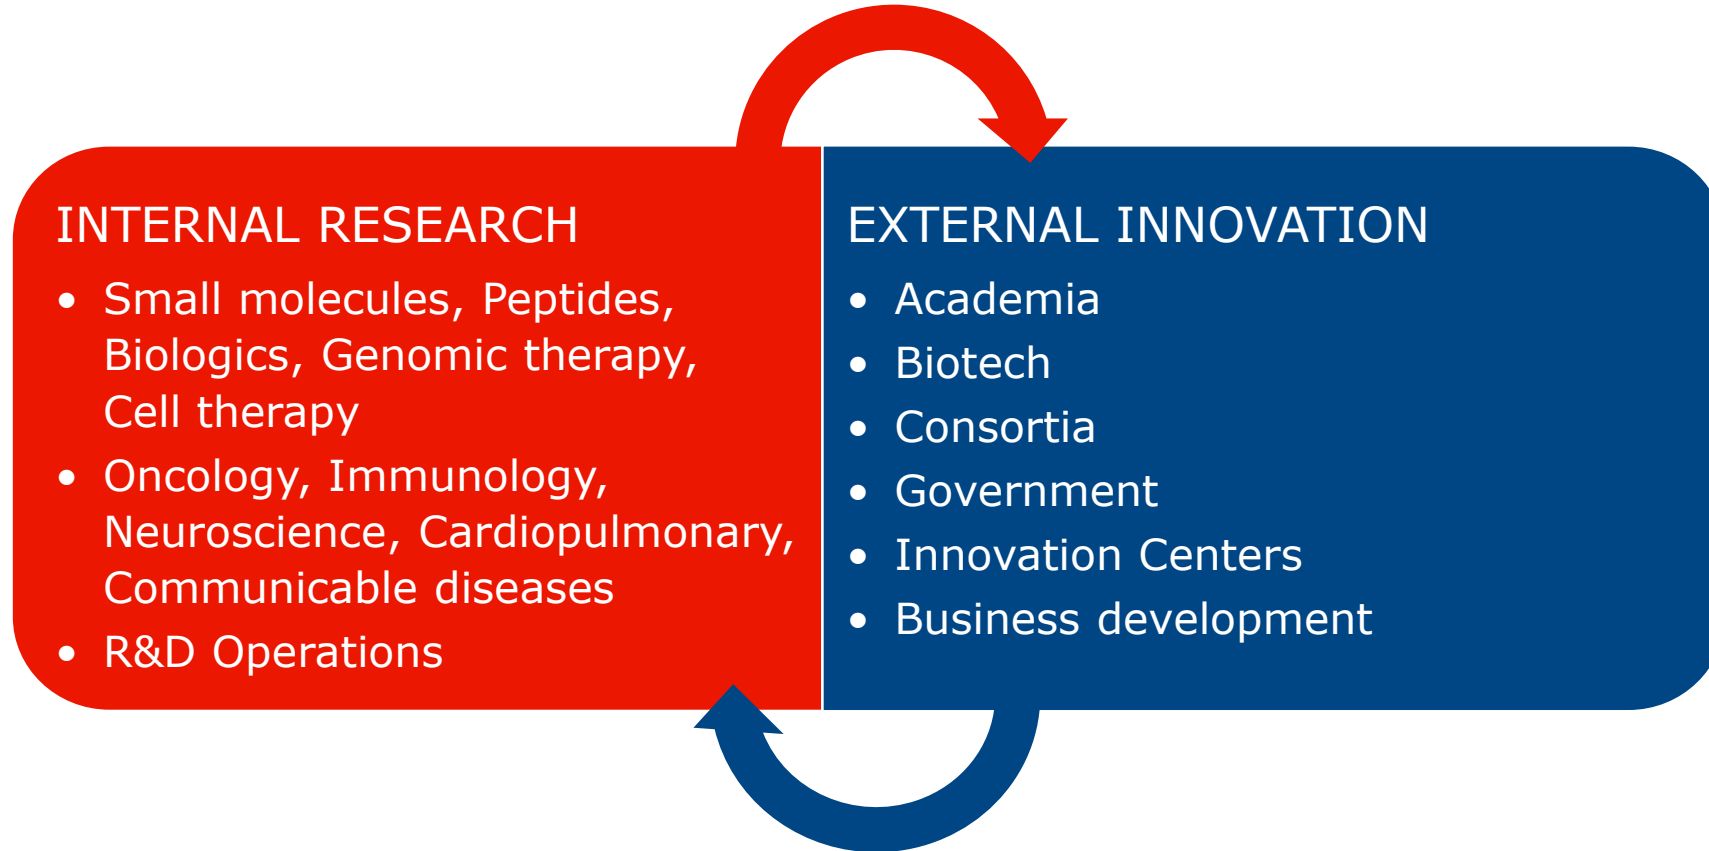 INTERNAL RESEARCH
• Small molecules, Peptides,
Biologics, Genomic therapy,
Cell therapy
• Oncology, Immunology,
Neuroscience, Cardiopulmonary,
Communicable diseases
• R&D Operations
EXTERNAL INNOVATION
• Academia
• Biotech
• Consortia
• Government
• Innovation Centers
• Business development